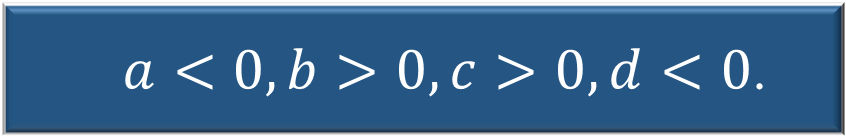 a < 0, b > 0, c > 0, d < 0.